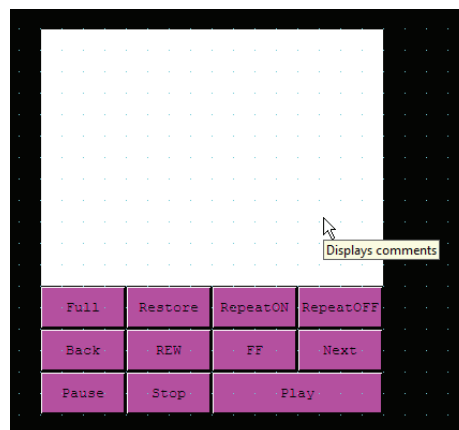 Displays comments
Full Restore RepeatON RepeatOFF
Back REW FF Next
Pause Stop Play